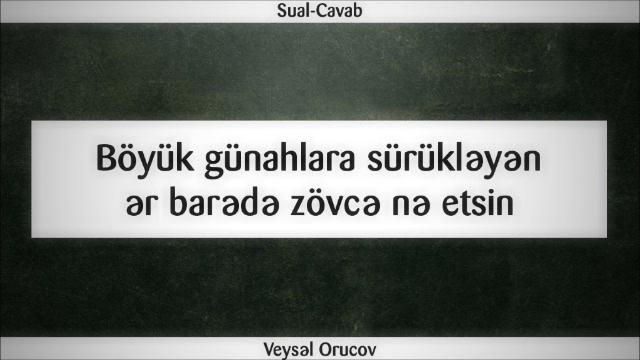 Sual-Cavab
Böyük günahlara sürükləyən
ər barədə zövcə nə etsin
Veysəl Orucov